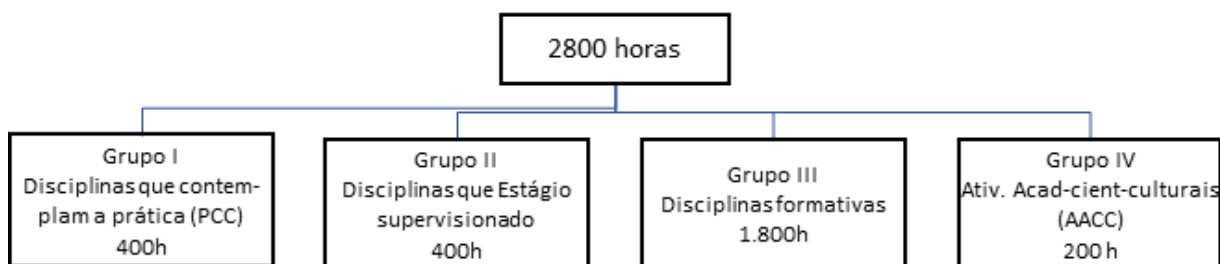 2800 horas
Grupo I
Disciplinas que contem-
plam a prática (PCC)
400h
Grupo II
Disciplinas que Estágio
supervisionado
400h
Grupo III
Disciplinas formativas
1.800h
Grupo IV
Ativ. Acad-cient-culturais
(AACC)
200 h